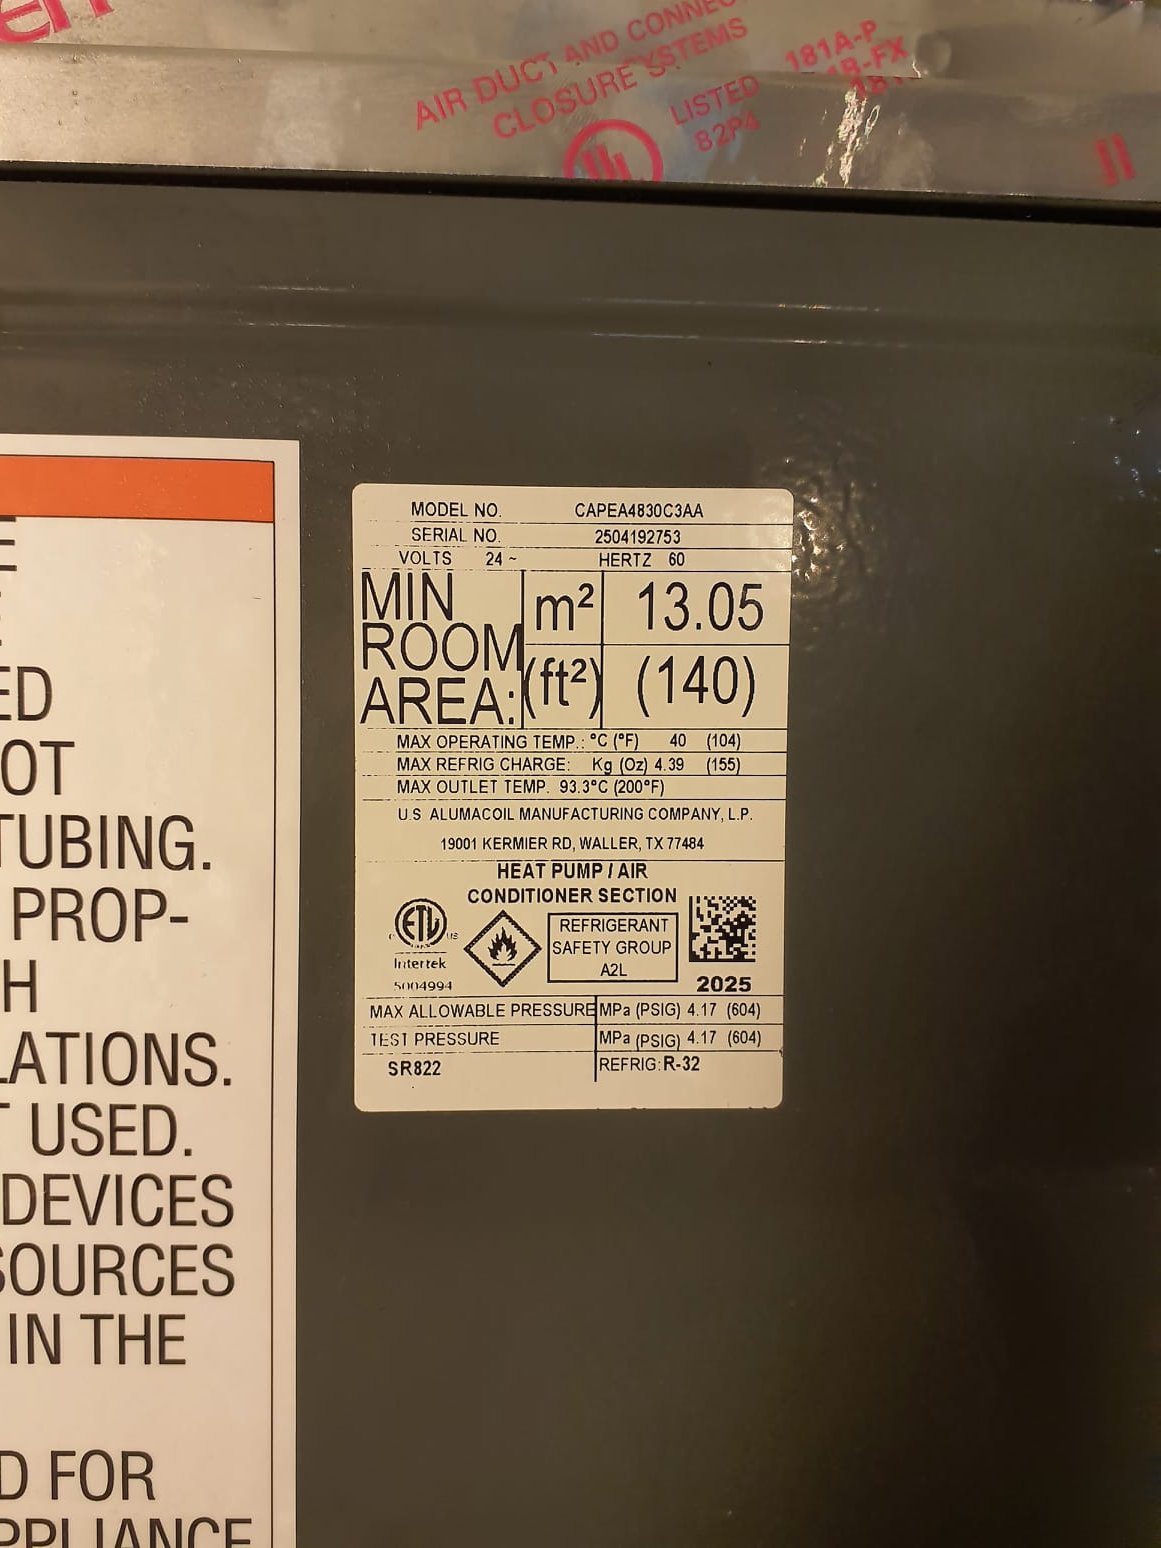 AIR DUCT AND CONNEC
CLOSURE SYSTEMS
LISTED
82P4
181A-P
UL
ED
OT
TUBING.
PROP-
H
LATIONS.
T USED.
DEVICES
SOURCES
IN THE
D FOR
PPLIANCE
MODEL NO. CAPEA4830C3AA
SERIAL NO. 2504192753
VOLTS 24 ~ HERTZ 60
MIN ROOM AREA: m² 13.05
(ft²) (140)
MAX OPERATING TEMP.: °C (°F) 40 (104)
MAX REFRIG CHARGE: Kg (Oz) 4.39 (155)
MAX OUTLET TEMP. 93.3°C (200°F)
U.S ALUMACOIL MANUFACTURING COMPANY, L.P.
19001 KERMIER RD, WALLER, TX 77484
HEAT PUMP / AIR
CONDITIONER SECTION
ETL
C US
Intertek
5004994
REFRIGERANT
SAFETY GROUP
A2L
2025
MAX ALLOWABLE PRESSURE MPa (PSIG) 4.17 (604)
TEST PRESSURE MPa (PSIG) 4.17 (604)
SR822 REFRIG: R-32